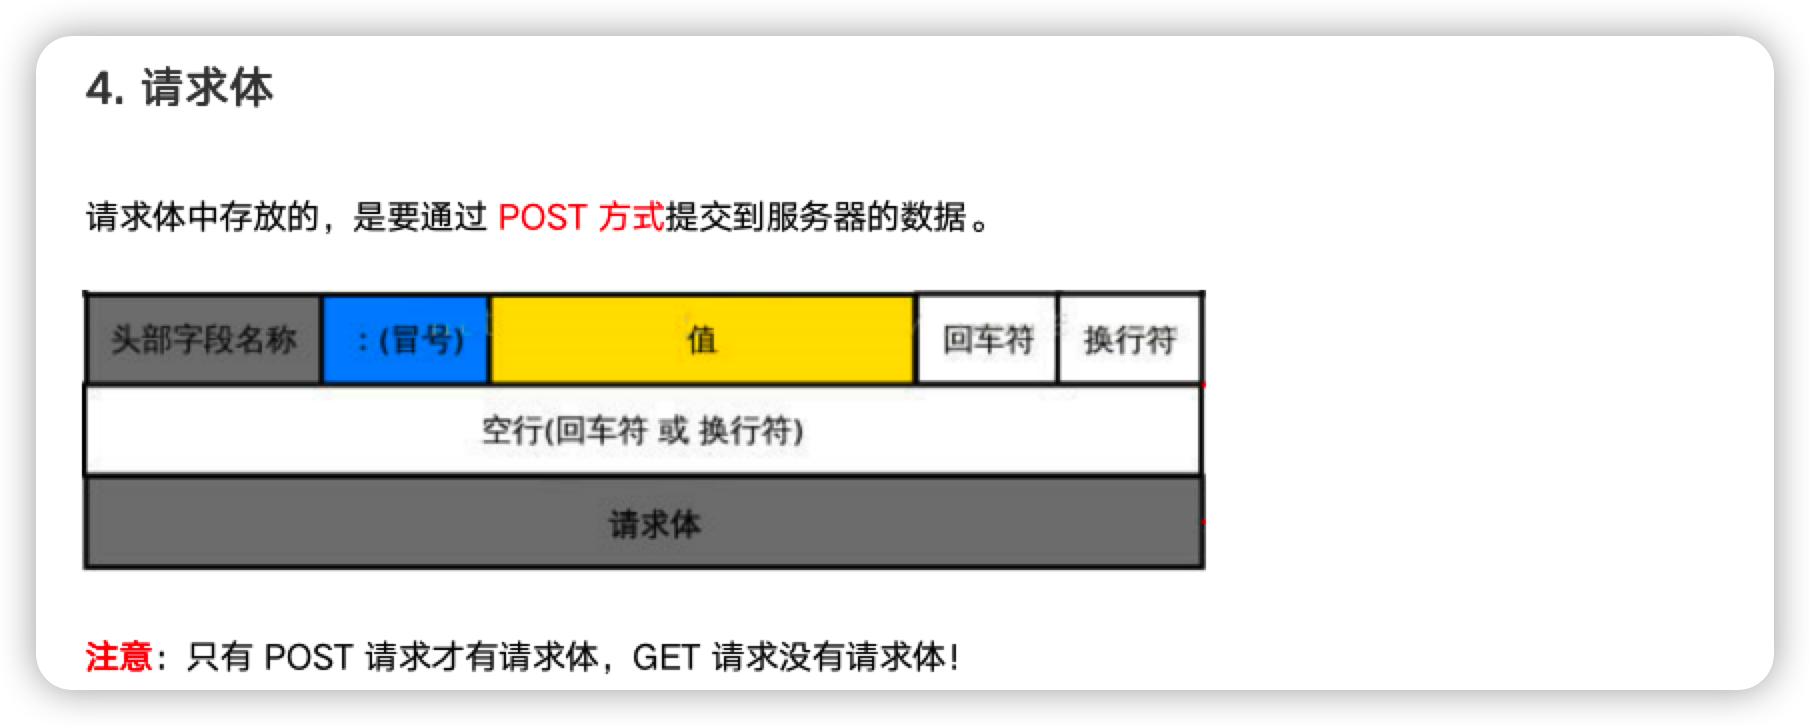 4. 请求体
请求体中存放的，是要通过 POST 方式提交到服务器的数据。
头部字段名称 :(冒号) 值 回车符 换行符
空行(回车符 或 换行符)
请求体
注意：只有 POST 请求才有请求体，GET 请求没有请求体！